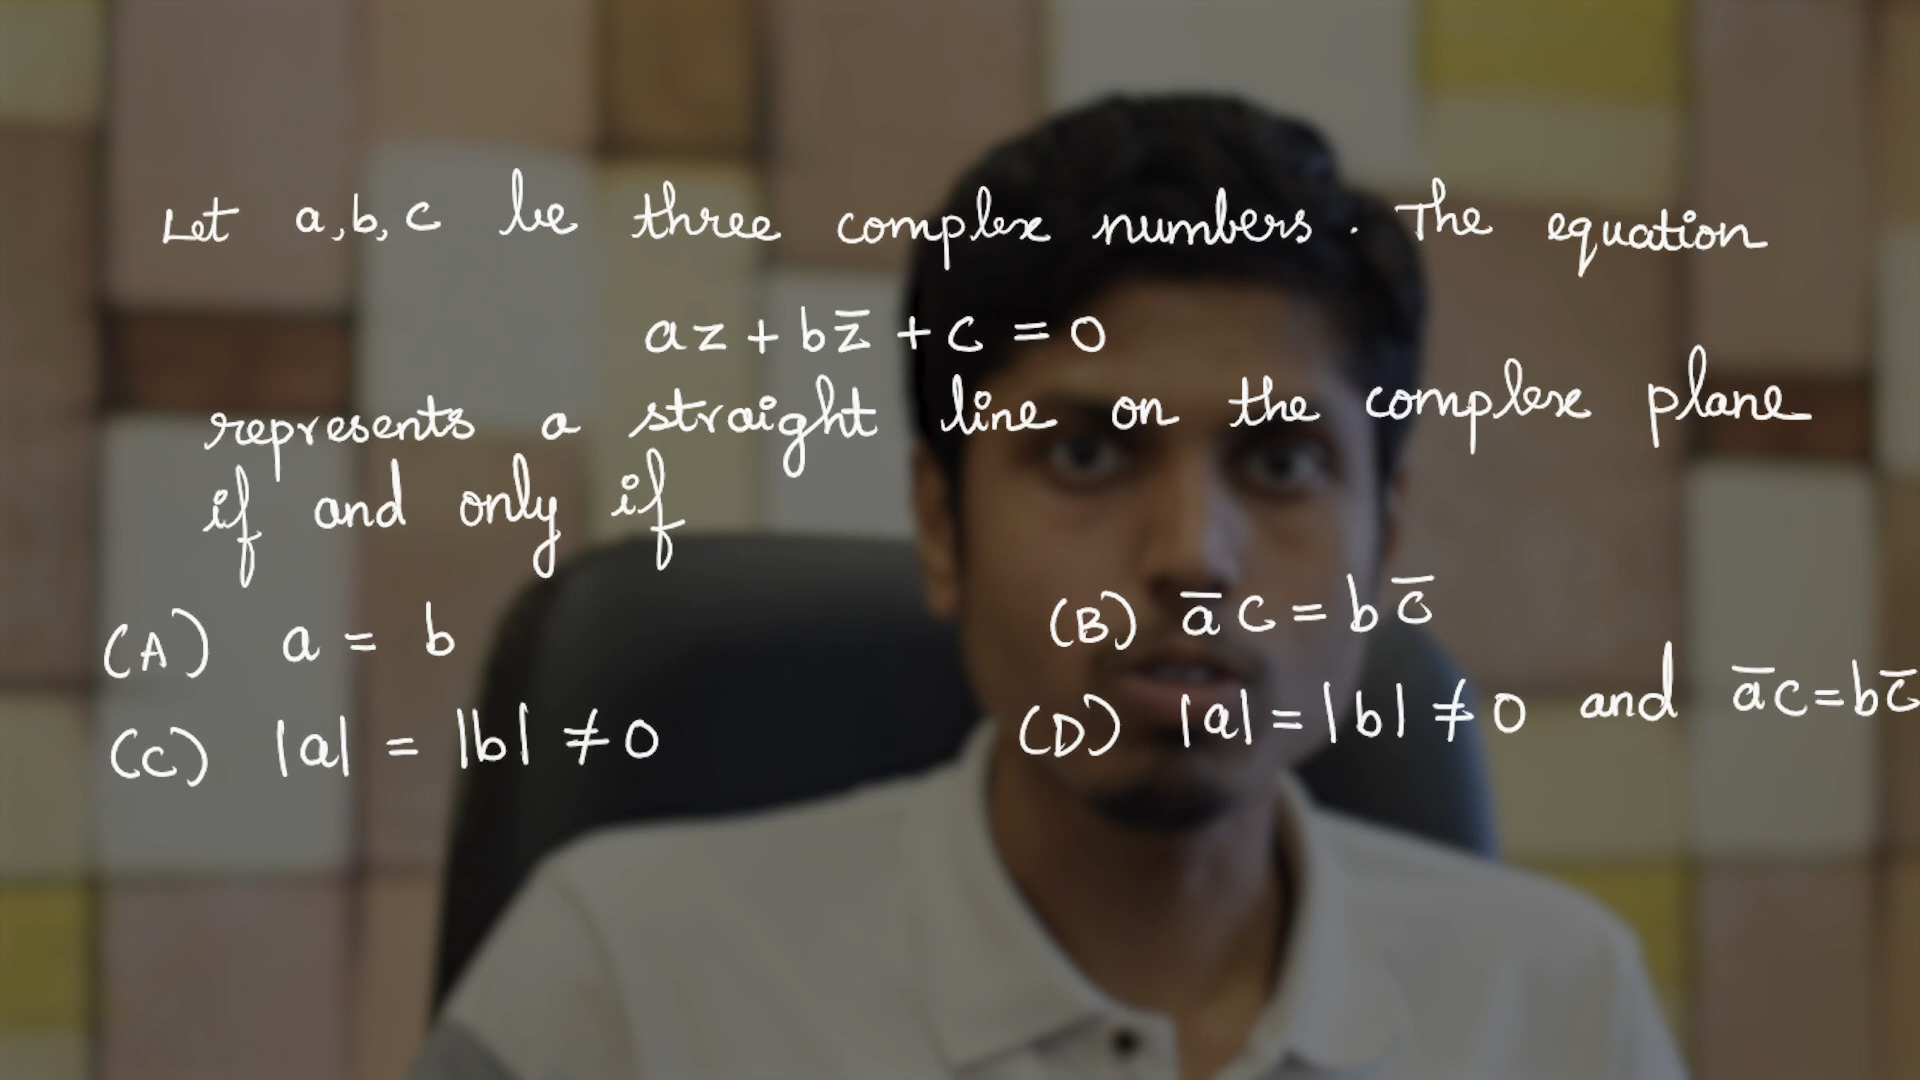 Let a, b, c be three complex numbers. The equation
az + bz̄ + c = 0
represents a straight line on the complex plane
if and only if
(A) a = b
(B) āc = bc̄
(C) |a| = |b| ≠ 0
(D) |a| = |b| ≠ 0 and āc = bc̄